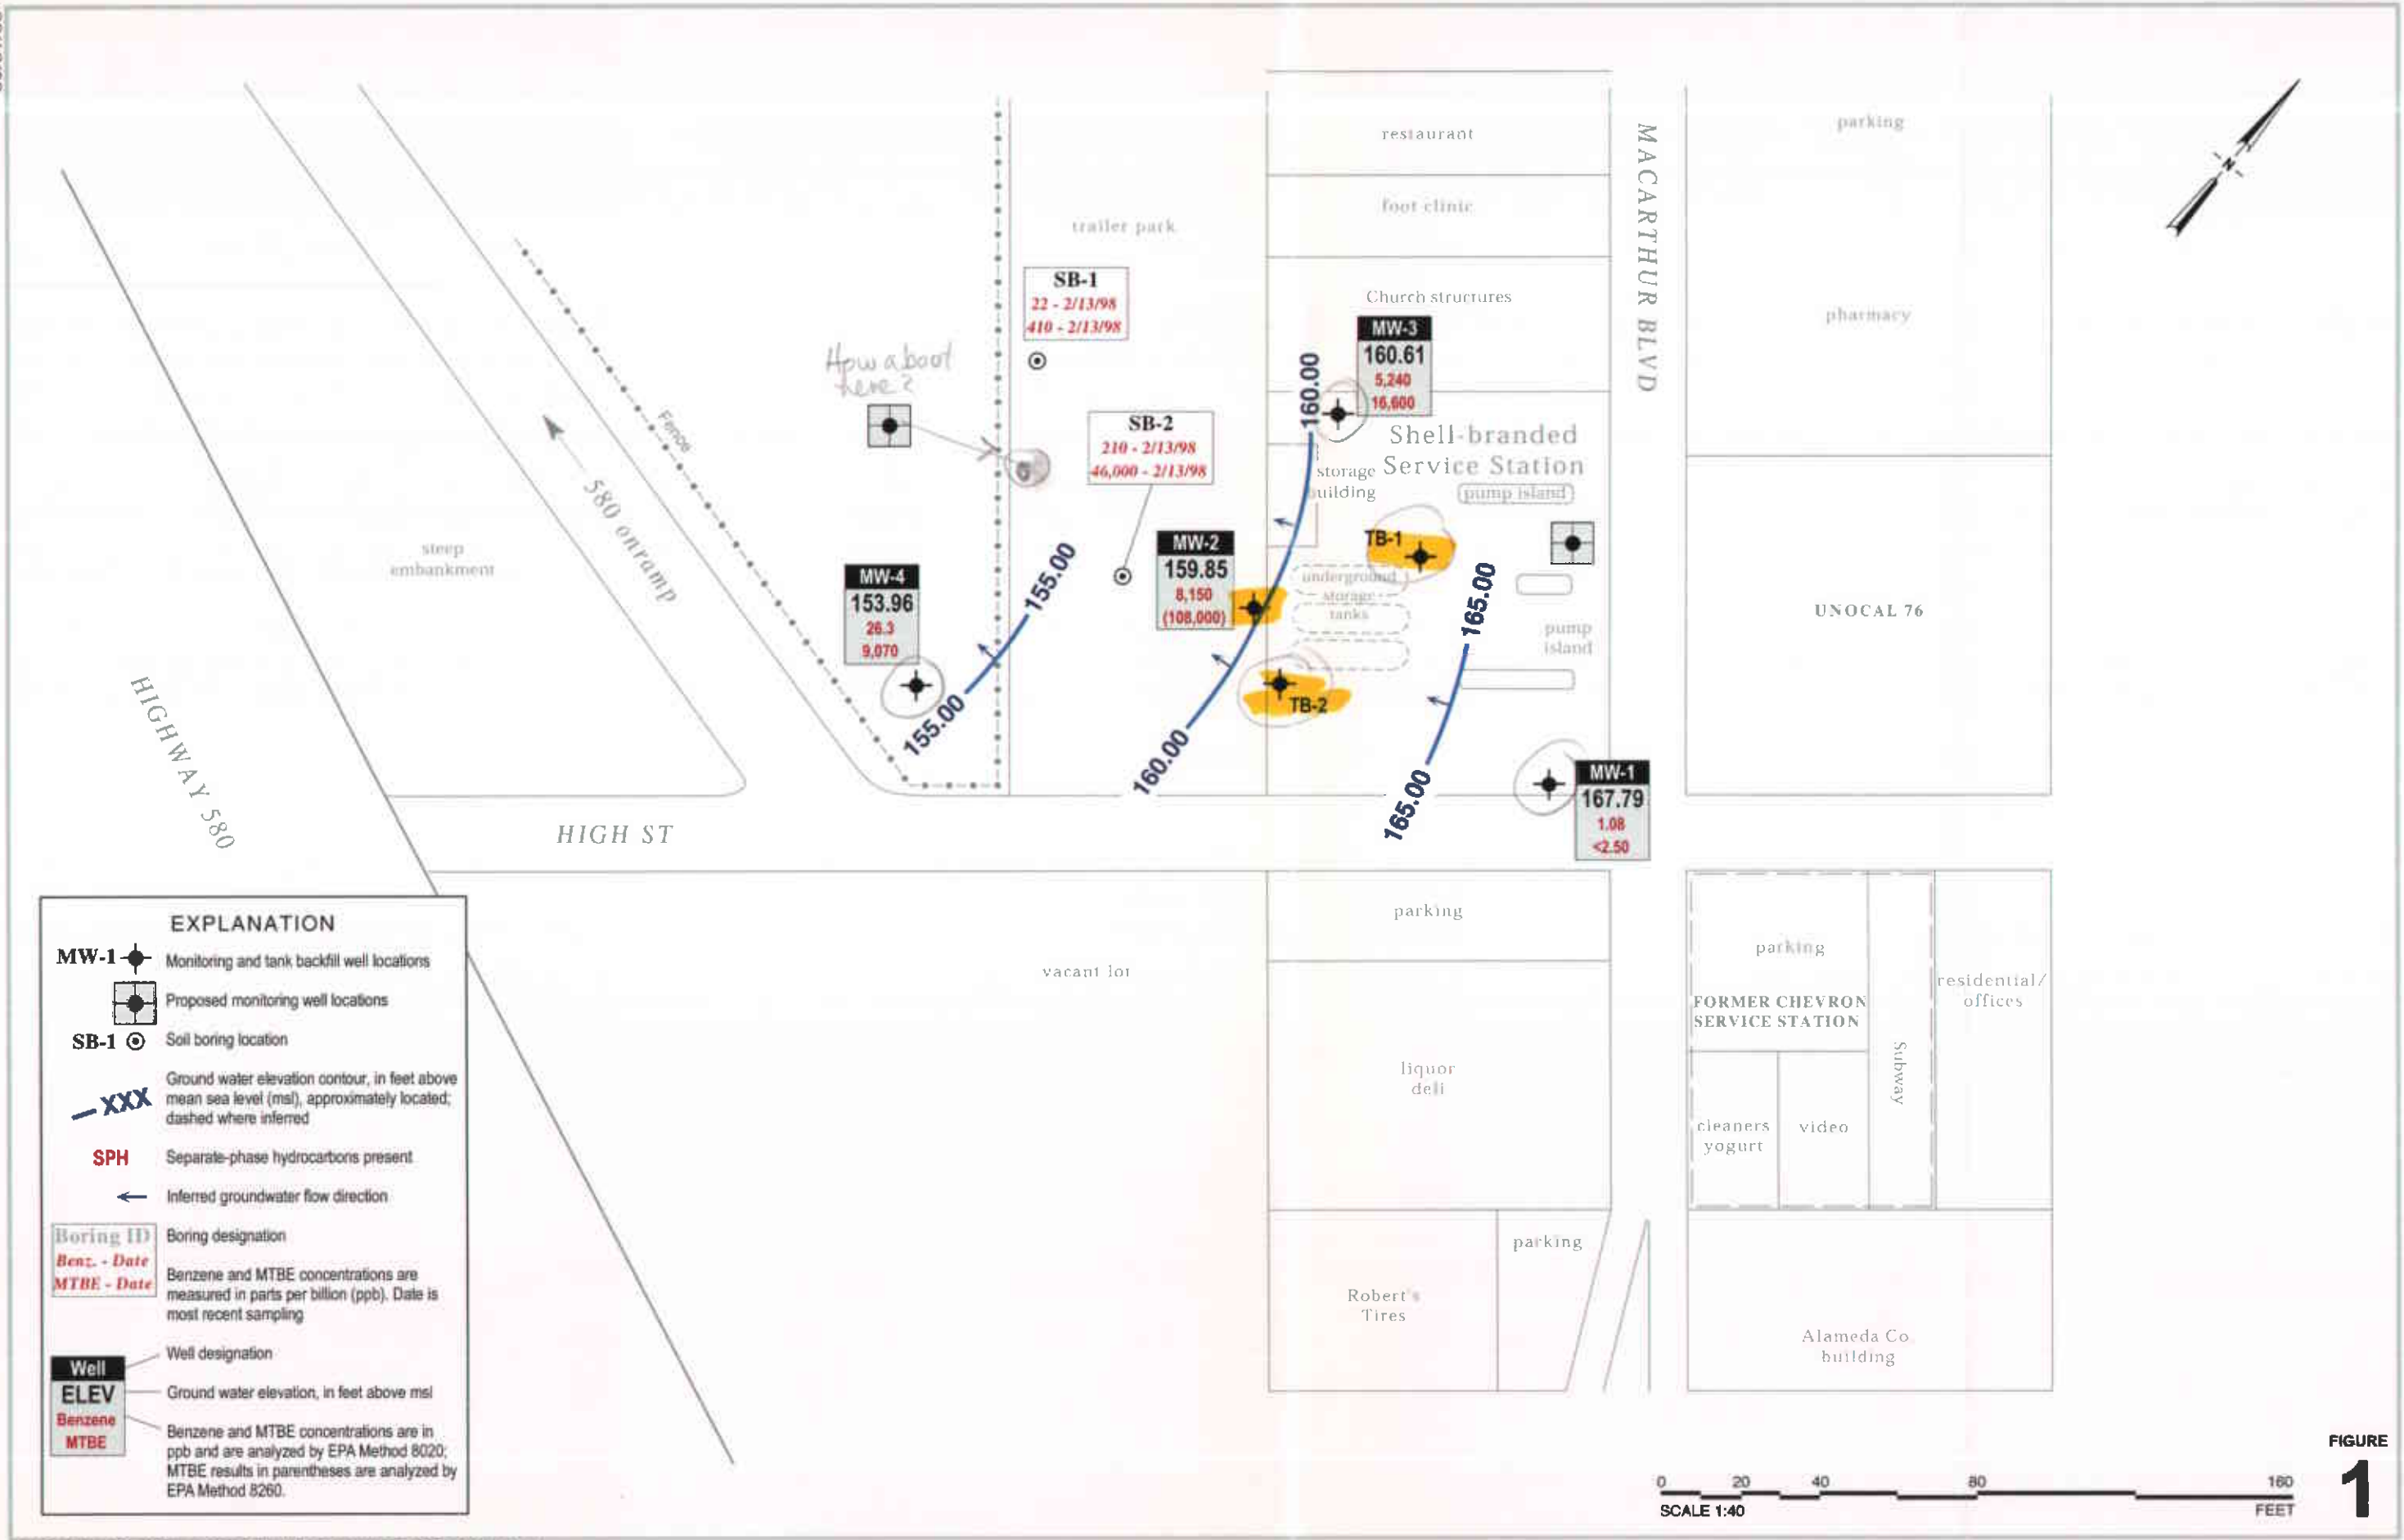 restaurant
foot clinic
Church structures
trailer park
MACARTHUR BLVD
parking
pharmacy
N
SB-1
22 - 2/13/98
410 - 2/13/98
How about
here?
SB-2
210 - 2/13/98
46,000 - 2/13/98
MW-3
160.61
5,240
16,600
160.00
Shell-branded
Service Station
storage
building
pump island
Fence
580 onramp
steep
embankment
MW-4
153.96
26.3
9,070
155.00
155.00
MW-2
159.85
8,150
(108,000)
TB-1
underground
storage
tanks
165.00
pump
island
UNOCAL 76
TB-2
160.00
165.00
MW-1
167.79
1.08
<2.50
HIGHWAY 580
HIGH ST
EXPLANATION
MW-1 Monitoring and tank backfill well locations
Proposed monitoring well locations
SB-1 Soil boring location
XXX Ground water elevation contour, in feet above
mean sea level (msl), approximately located;
dashed where inferred
SPH Separate-phase hydrocarbons present
Inferred groundwater flow direction
Boring ID
Benz. - Date
MTBE - Date
Boring designation
Benzene and MTBE concentrations are
measured in parts per billion (ppb). Date is
most recent sampling
Well
ELEV
Benzene
MTBE
Well designation
Ground water elevation, in feet above msl
Benzene and MTBE concentrations are in
ppb and are analyzed by EPA Method 8020;
MTBE results in parentheses are analyzed by
EPA Method 8260.
vacant lot
parking
liquor
deli
Robert's
Tires
parking
parking
FORMER CHEVRON
SERVICE STATION
cleaners
yogurt
video
Subway
residential/
offices
Alameda Co.
building
0 20 40 80 160
SCALE 1:40
FEET
FIGURE
1